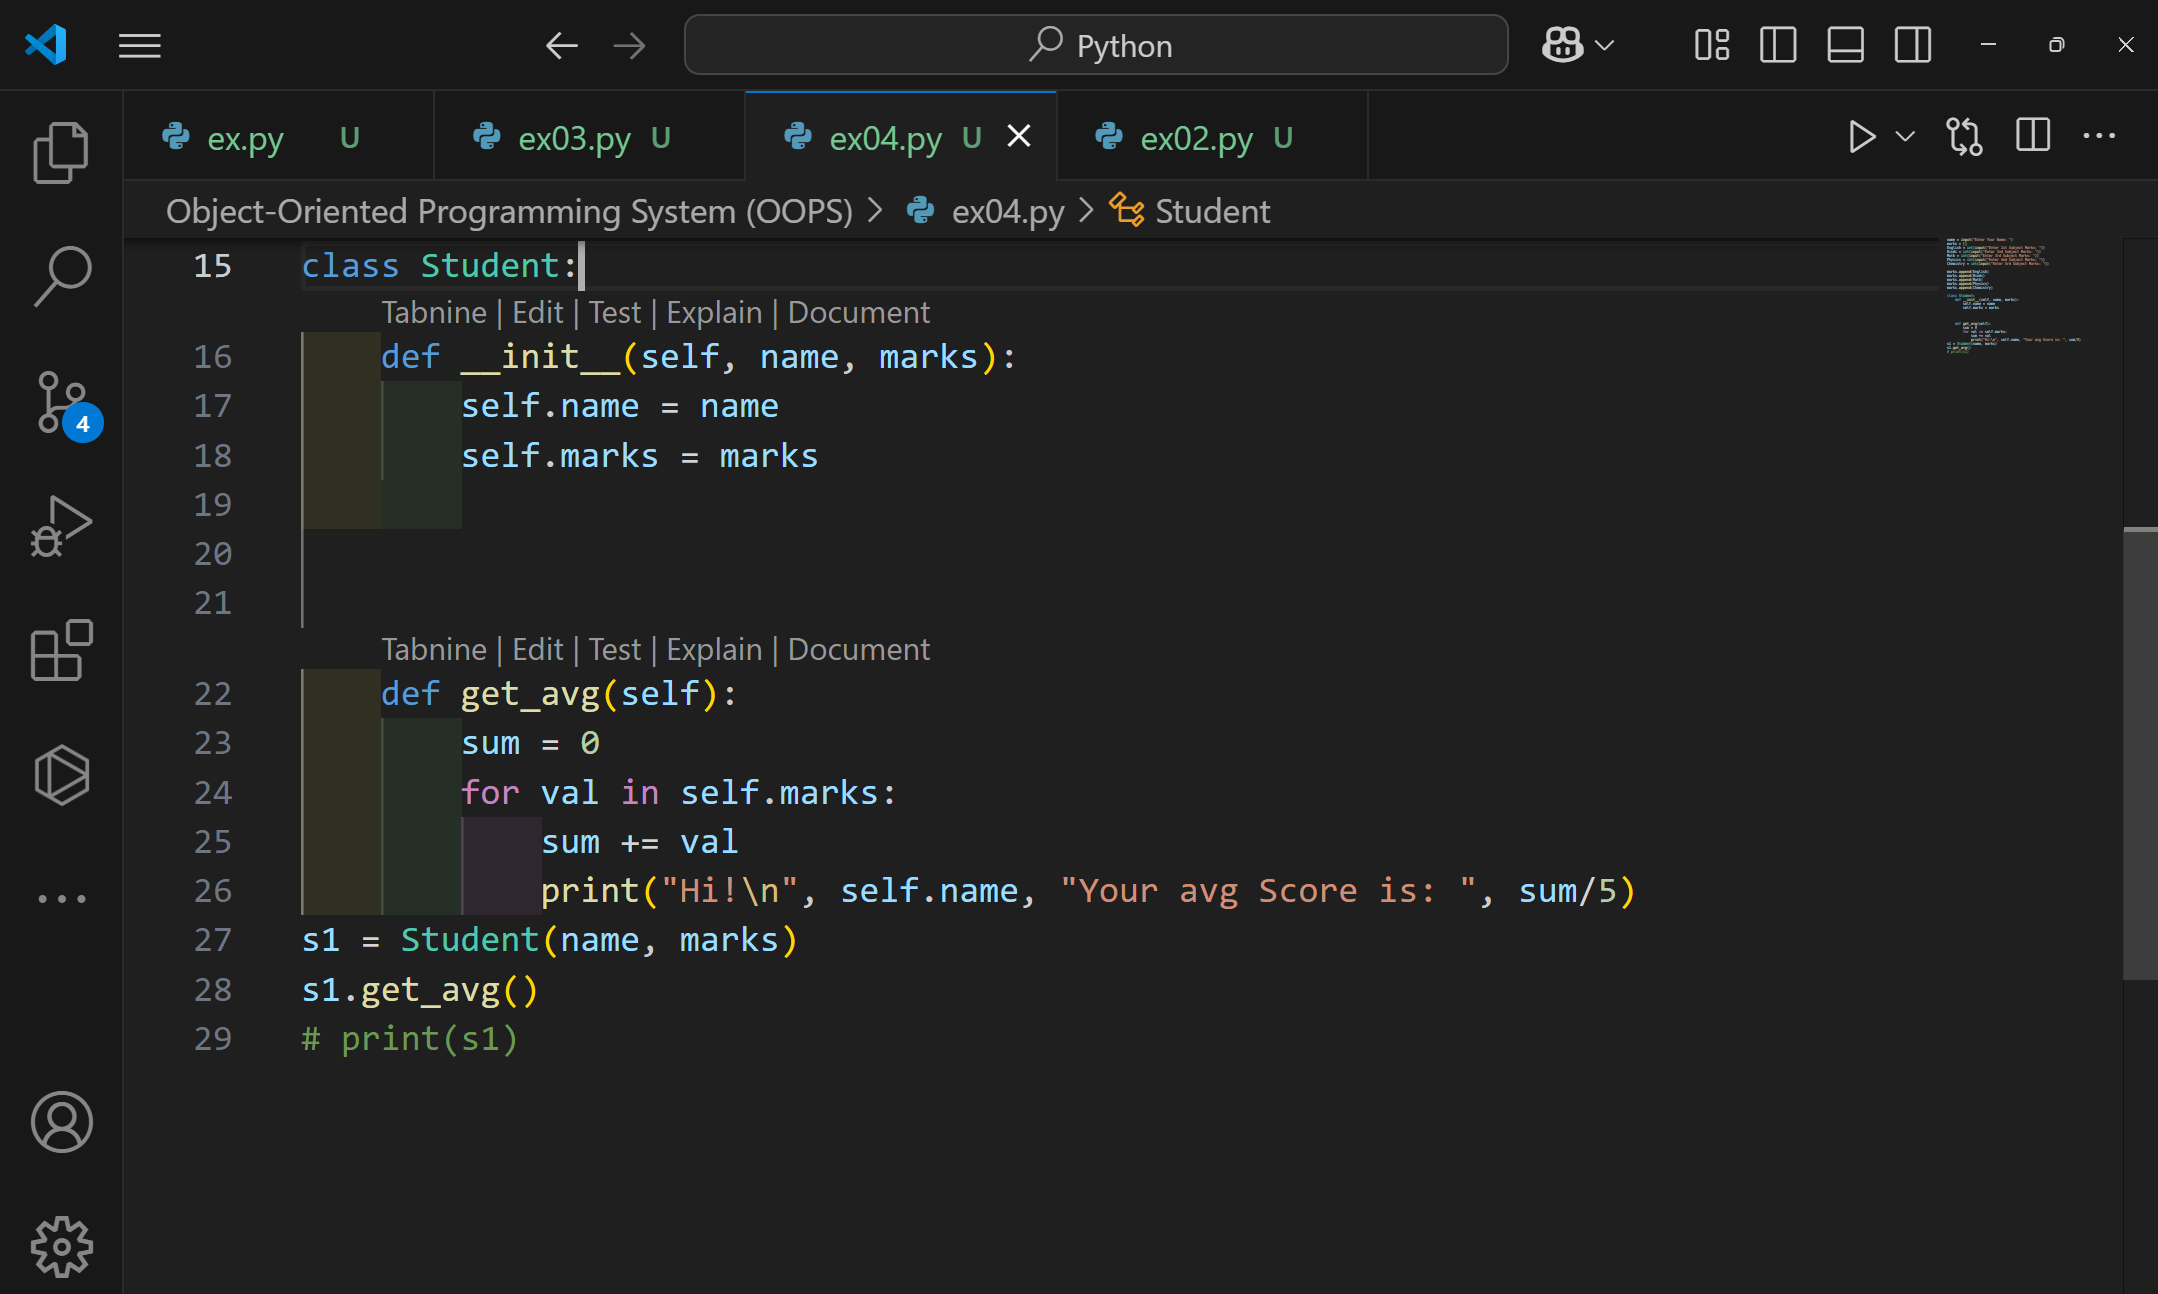 Python
ex.py U ex03.py U ex04.py U ex02.py U
Object-Oriented Programming System (OOPS) > ex04.py > Student
15 class Student:
Tabnine | Edit | Test | Explain | Document
16 def __init__(self, name, marks):
17 self.name = name
18 self.marks = marks
19
20
21
Tabnine | Edit | Test | Explain | Document
22 def get_avg(self):
23 sum = 0
24 for val in self.marks:
25 sum += val
26 print("Hi!\n", self.name, "Your avg Score is: ", sum/5)
27 s1 = Student(name, marks)
28 s1.get_avg()
29 # print(s1)
4